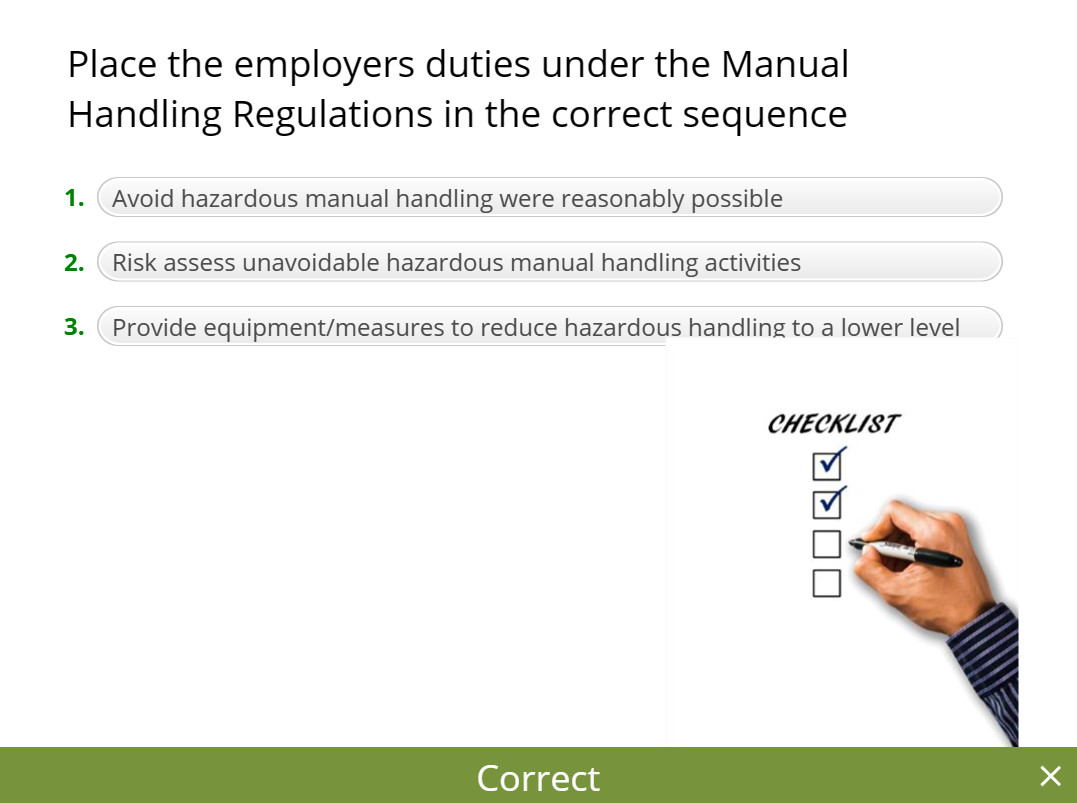 Place the employers duties under the Manual
Handling Regulations in the correct sequence
1. Avoid hazardous manual handling were reasonably possible
2. Risk assess unavoidable hazardous manual handling activities
3. Provide equipment/measures to reduce hazardous handling to a lower level
CHECKLIST
Correct